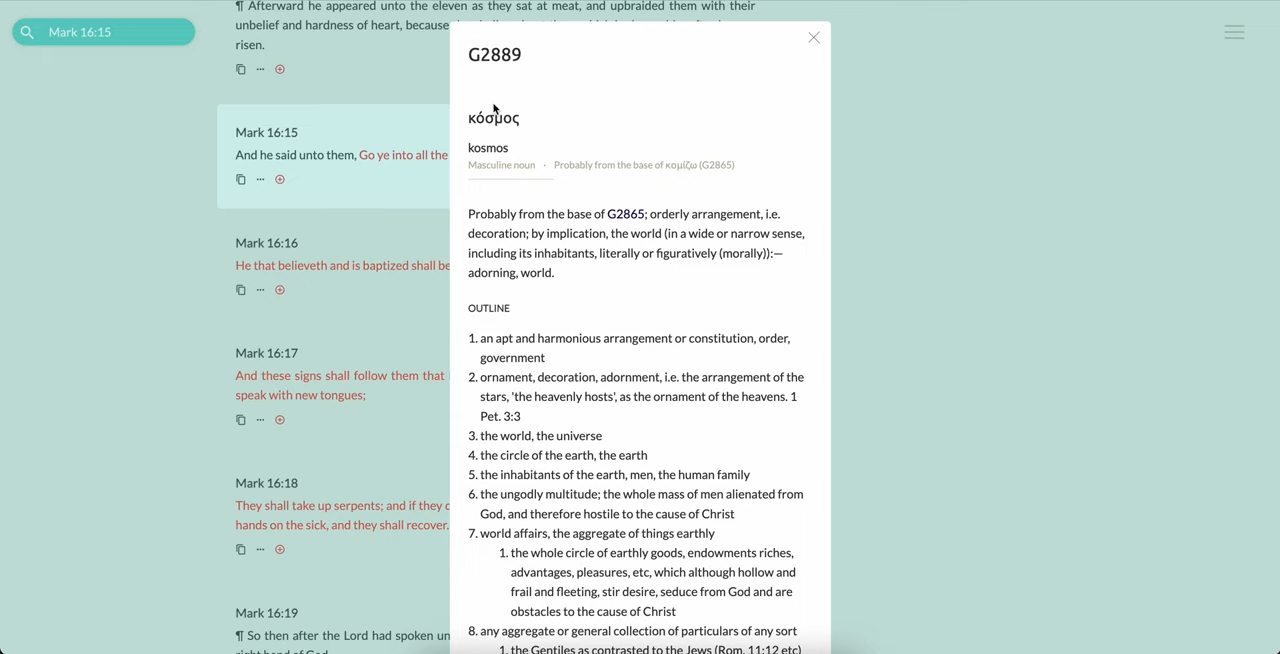 ¶ Afterward he appeared unto the eleven as they sat at meat, and upbraided them with their
unbelief and hardness of heart, because
risen.
Mark 16:15
Mark 16:15
And he said unto them, Go ye into all the
Mark 16:16
He that believeth and is baptized shall be
Mark 16:17
And these signs shall follow them that
speak with new tongues;
Mark 16:18
They shall take up serpents; and if they
hands on the sick, and they shall recover.
Mark 16:19
¶ So then after the Lord had spoken
G2889
κόσμος
kosmos
Masculine noun · Probably from the base of κομίζω (G2865)
Probably from the base of G2865; orderly arrangement, i.e.
decoration; by implication, the world (in a wide or narrow sense,
including its inhabitants, literally or figuratively (morally)):—
adorning, world.
OUTLINE
1. an apt and harmonious arrangement or constitution, order,
government
2. ornament, decoration, adornment, i.e. the arrangement of the
stars, 'the heavenly hosts', as the ornament of the heavens. 1
Pet. 3:3
3. the world, the universe
4. the circle of the earth, the earth
5. the inhabitants of the earth, men, the human family
6. the ungodly multitude; the whole mass of men alienated from
God, and therefore hostile to the cause of Christ
7. world affairs, the aggregate of things earthly
1. the whole circle of earthly goods, endowments riches,
advantages, pleasures, etc, which although hollow and
frail and fleeting, stir desire, seduce from God and are
obstacles to the cause of Christ
8. any aggregate or general collection of particulars of any sort
1. the Gentiles as contrasted to the Jews (Rom. 11:12 etc)